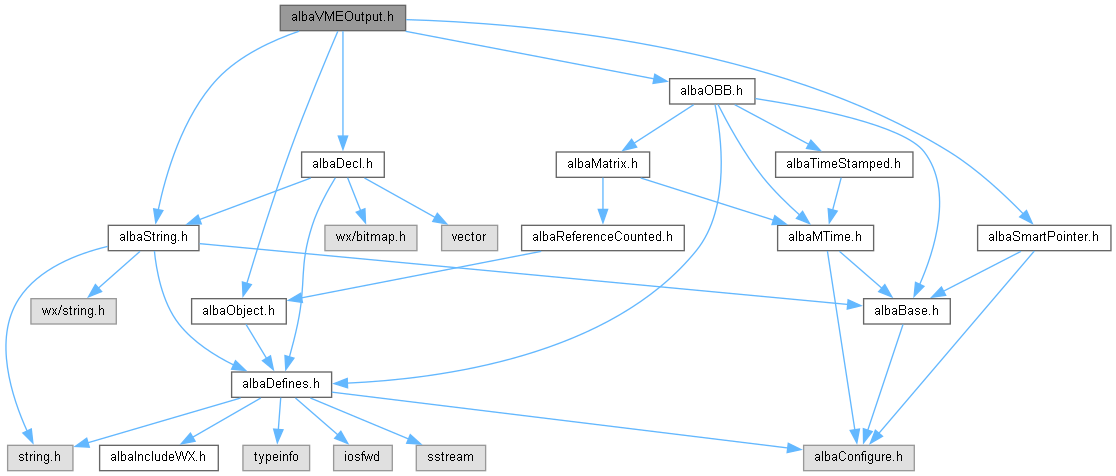 albaVMEOutput.h
albaOBB.h
albaDecl.h
albaMatrix.h
albaTimeStamped.h
albaString.h
wx/bitmap.h
vector
albaReferenceCounted.h
albaMTime.h
albaSmartPointer.h
wx/string.h
albaObject.h
albaBase.h
albaDefines.h
string.h
albaIncludeWX.h
typeinfo
iosfwd
sstream
albaConfigure.h